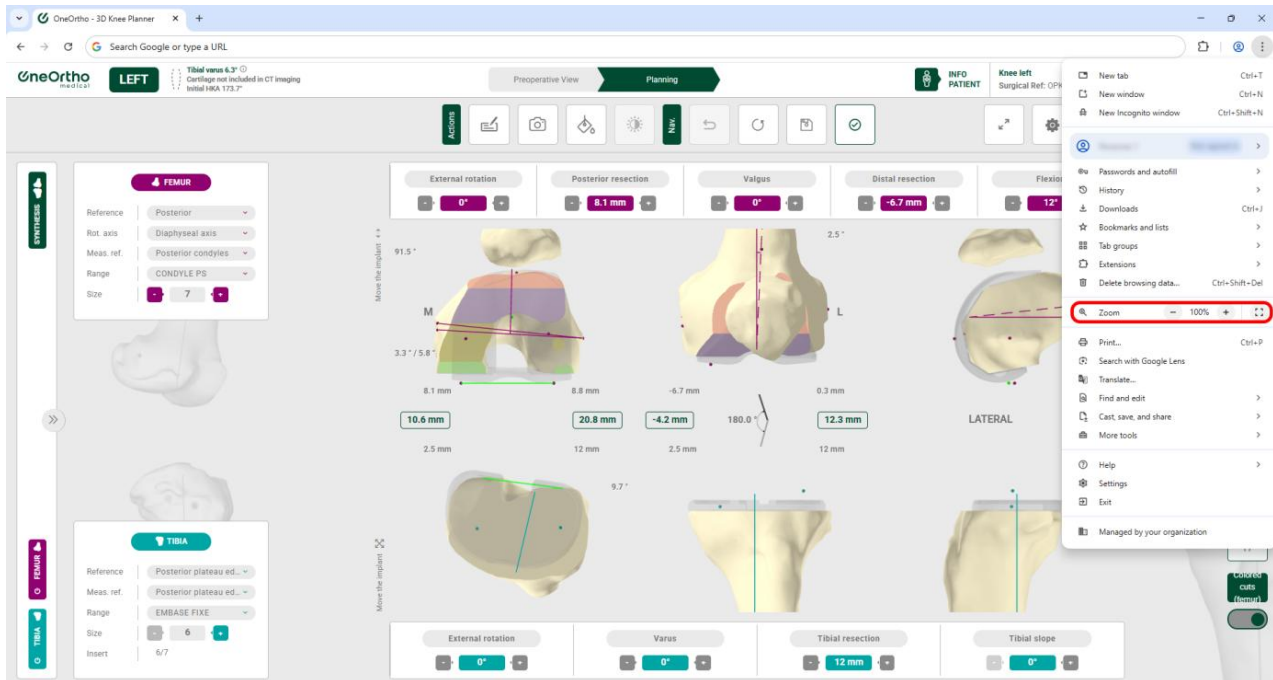 OneOrtho - 3D Knee Planner
Search Google or type a URL
OneOrtho
medical
LEFT
Tibial varus 6.3°
Cartilage not included in CT imaging
Initial HKA 173.7°
Preoperative View
Planning
INFO
PATIENT
Knee left
Surgical Ref: OPK
Actions
Nav.
SYNTHESIS
FEMUR
Reference Posterior
Rot. axis Diaphyseal axis
Meas. ref. Posterior condyles
Range CONDYLE PS
Size - 7 +
External rotation
- 0° +
Posterior resection
- 8.1 mm +
Valgus
- 0° +
Distal resection
- -6.7 mm +
Flexion
- 12°
Move the implant
91.5 °
2.5 °
M
L
3.3 ° / 5.8 °
8.1 mm 8.8 mm -6.7 mm 0.3 mm
10.6 mm 20.8 mm -4.2 mm 180.0 ° 12.3 mm LATERAL
2.5 mm 12 mm 2.5 mm 12 mm
9.7 °
Move the implant
FEMUR
TIBIA
TIBIA
Reference Posterior plateau ed...
Meas. ref. Posterior plateau ed...
Range EMBASE FIXE
Size - 6 +
Insert 6/7
External rotation
- 0° +
Varus
- 0° +
Tibial resection
- 12 mm +
Tibial slope
- 0° +
Colored
cuts
(femur)
New tab Ctrl+T
New window Ctrl+N
New Incognito window Ctrl+Shift+N
Passwords and autofill
History
Downloads Ctrl+J
Bookmarks and lists
Tab groups
Extensions
Delete browsing data... Ctrl+Shift+Del
Zoom - 100% +
Print... Ctrl+P
Search with Google Lens
Translate...
Find and edit
Cast, save, and share
More tools
Help
Settings
Exit
Managed by your organization